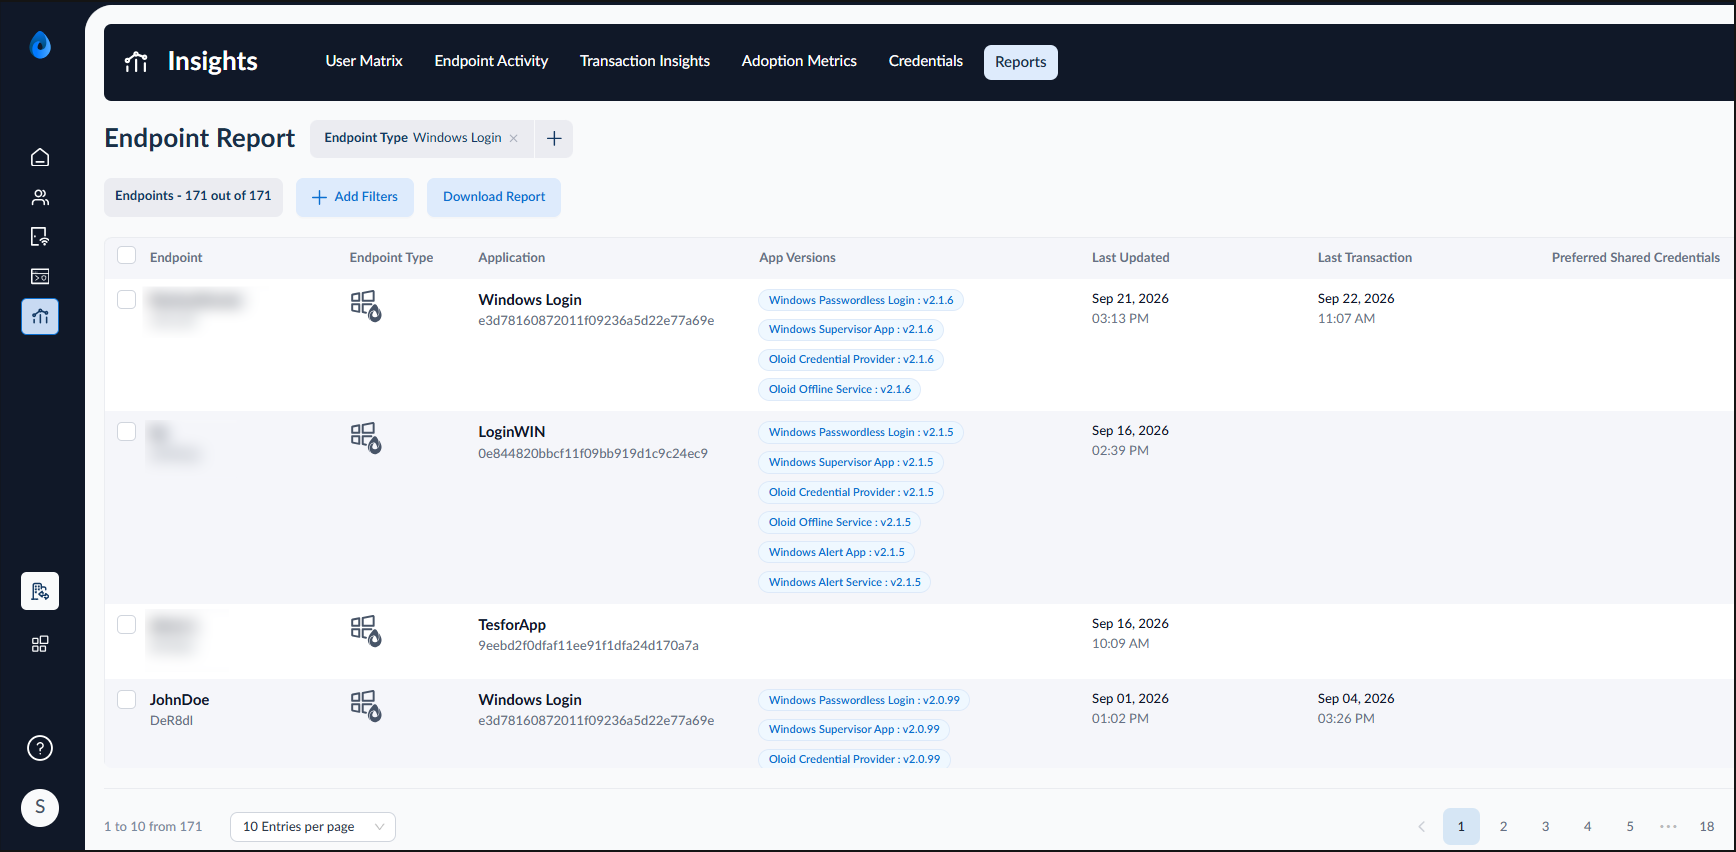 Insights
User Matrix
Endpoint Activity
Transaction Insights
Adoption Metrics
Credentials
Reports
Endpoint Report
Endpoint Type Windows Login ×
Endpoints - 171 out of 171
Add Filters
Download Report
Endpoint
Endpoint Type
Application
App Versions
Last Updated
Last Transaction
Preferred Shared Credentials
Windows Login
e3d78160872011f09236a5d22e77a69e
Windows Passwordless Login : v2.1.6
Windows Supervisor App : v2.1.6
Oloid Credential Provider : v2.1.6
Oloid Offline Service : v2.1.6
Sep 21, 2026
03:13 PM
Sep 22, 2026
11:07 AM
LoginWIN
0e844820bbcf11f09bb919d1c9c24ec9
Windows Passwordless Login : v2.1.5
Windows Supervisor App : v2.1.5
Oloid Credential Provider : v2.1.5
Oloid Offline Service : v2.1.5
Windows Alert App : v2.1.5
Windows Alert Service : v2.1.5
Sep 16, 2026
02:39 PM
TesforApp
9eebd2f0dfaf11ee91f1dfa24d170a7a
Sep 16, 2026
10:09 AM
JohnDoe
DeR8dI
Windows Login
e3d78160872011f09236a5d22e77a69e
Windows Passwordless Login : v2.0.99
Windows Supervisor App : v2.0.99
Oloid Credential Provider : v2.0.99
Sep 01, 2026
01:02 PM
Sep 04, 2026
03:26 PM
?
S
1 to 10 from 171
10 Entries per page
1 2 3 4 5 ••• 18